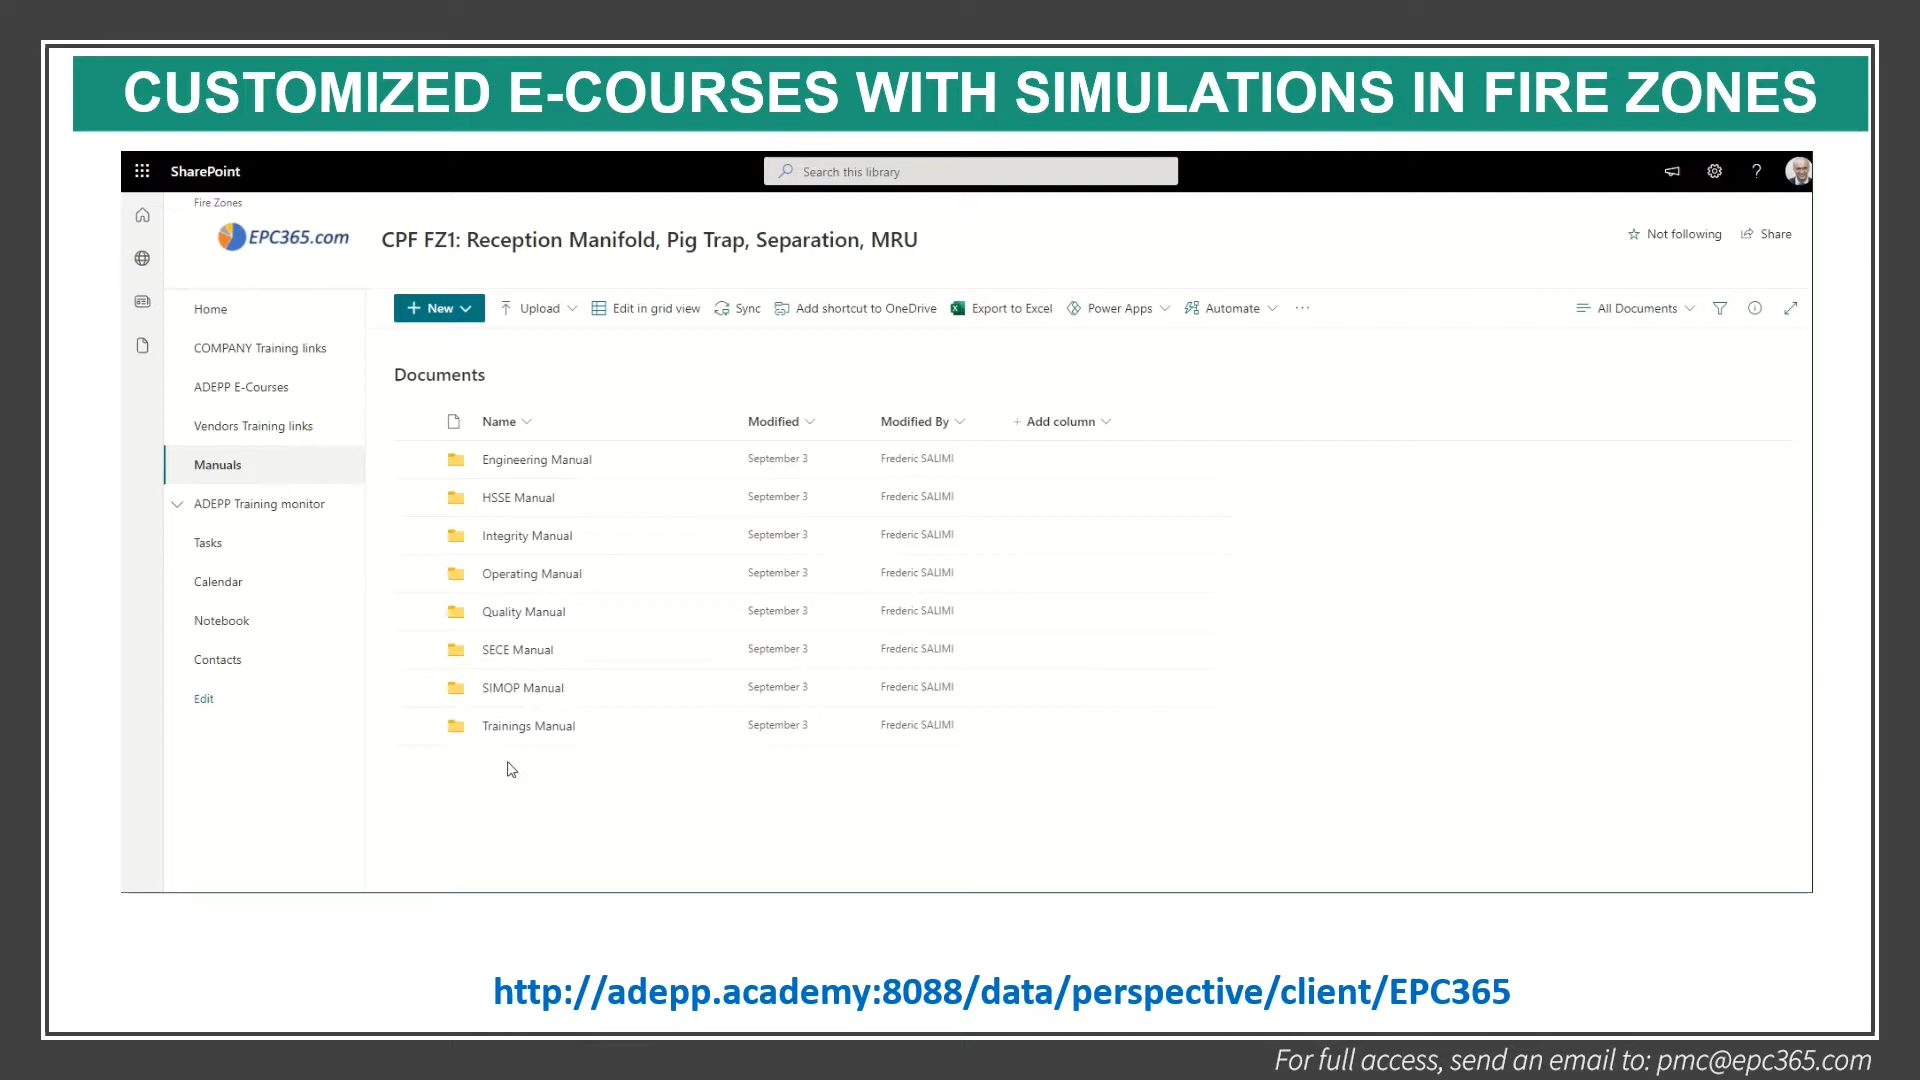 CUSTOMIZED E-COURSES WITH SIMULATIONS IN FIRE ZONES
SharePoint
Search this library
?
Fire Zones
EPC365.com
CPF FZ1: Reception Manifold, Pig Trap, Separation, MRU
Not following
Share
Home
COMPANY Training links
ADEPP E-Courses
Vendors Training links
Manuals
ADEPP Training monitor
Tasks
Calendar
Notebook
Contacts
Edit
+ New
Upload
Edit in grid view
Sync
Add shortcut to OneDrive
Export to Excel
Power Apps
Automate
...
All Documents
Documents
Name Modified Modified By + Add column
Engineering Manual September 3 Frederic SALIMI
HSSE Manual September 3 Frederic SALIMI
Integrity Manual September 3 Frederic SALIMI
Operating Manual September 3 Frederic SALIMI
Quality Manual September 3 Frederic SALIMI
SECE Manual September 3 Frederic SALIMI
SIMOP Manual September 3 Frederic SALIMI
Trainings Manual September 3 Frederic SALIMI
http://adepp.academy:8088/data/perspective/client/EPC365
For full access, send an email to: pmc@epc365.com